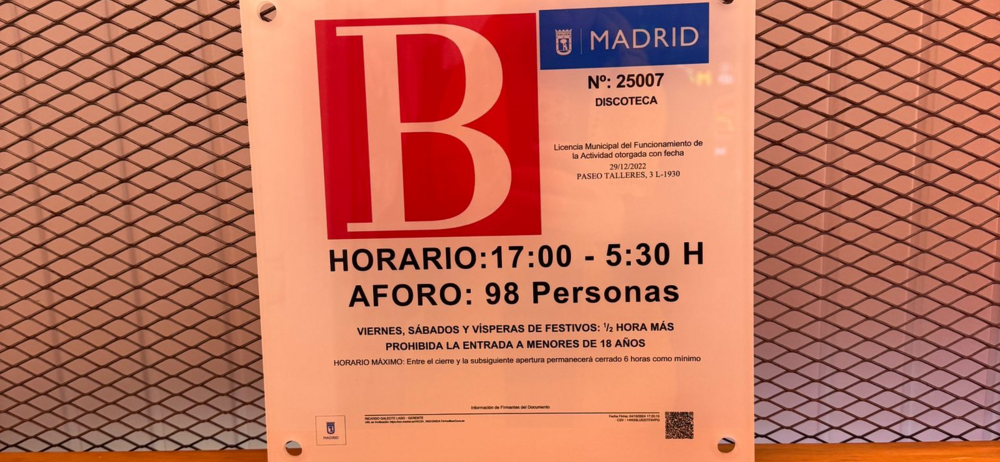 B
MADRID
Nº: 25007
DISCOTECA
Licencia Municipal del Funcionamiento de
la Actividad otorgada con fecha
29/12/2022
PASEO TALLERES, 3 L-1930
HORARIO:17:00 - 5:30 H
AFORO: 98 Personas
VIERNES, SÁBADOS Y VÍSPERAS DE FESTIVOS: ½ HORA MÁS
PROHIBIDA LA ENTRADA A MENORES DE 18 AÑOS
HORARIO MÁXIMO: Entre el cierre y la subsiguiente apertura permanecerá cerrado 6 horas como mínimo
Información de Firmantes del Documento
MADRID